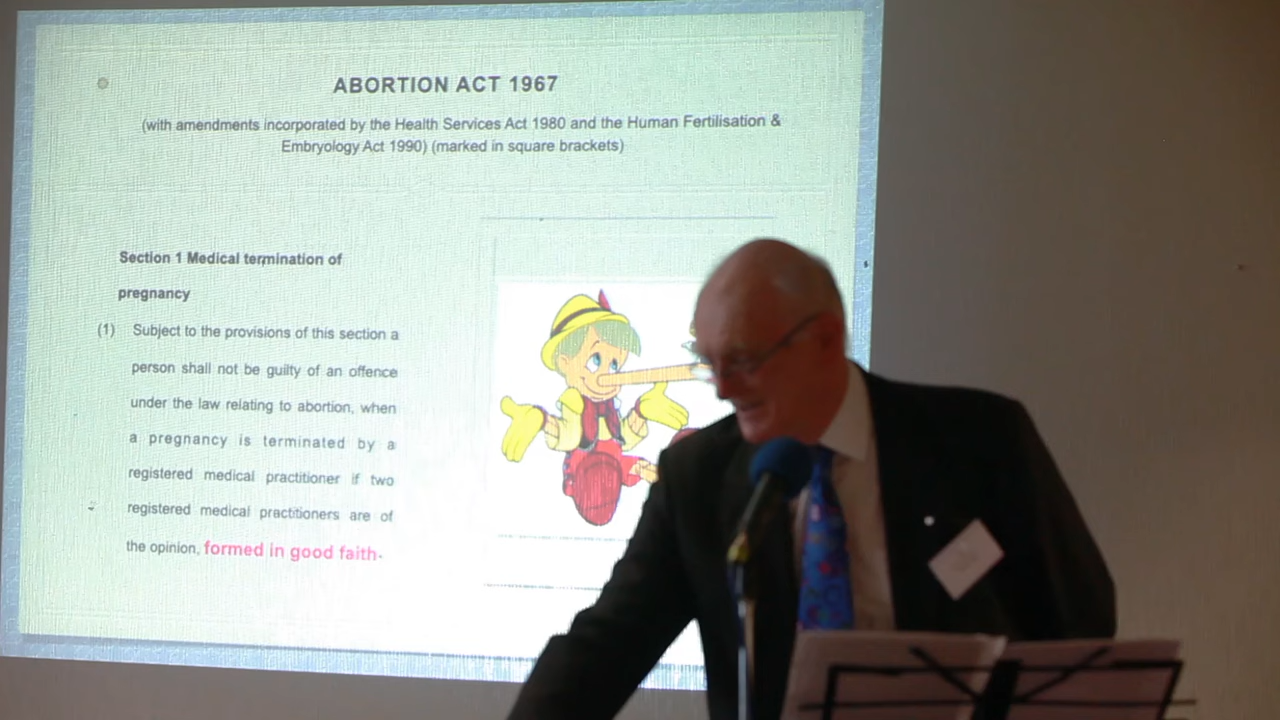 ABORTION ACT 1967
(with amendments incorporated by the Health Services Act 1980 and the Human Fertilisation &
Embryology Act 1990) (marked in square brackets)
Section 1 Medical termination of
pregnancy
(1) Subject to the provisions of this section a
person shall not be guilty of an offence
under the law relating to abortion, when
a pregnancy is terminated by a
registered medical practitioner if two
registered medical practitioners are of
the opinion, formed in good faith-